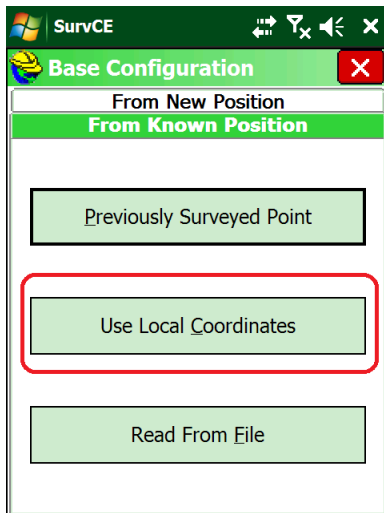 SurvCE
Base Configuration
From New Position
From Known Position
Previously Surveyed Point
Use Local Coordinates
Read From File